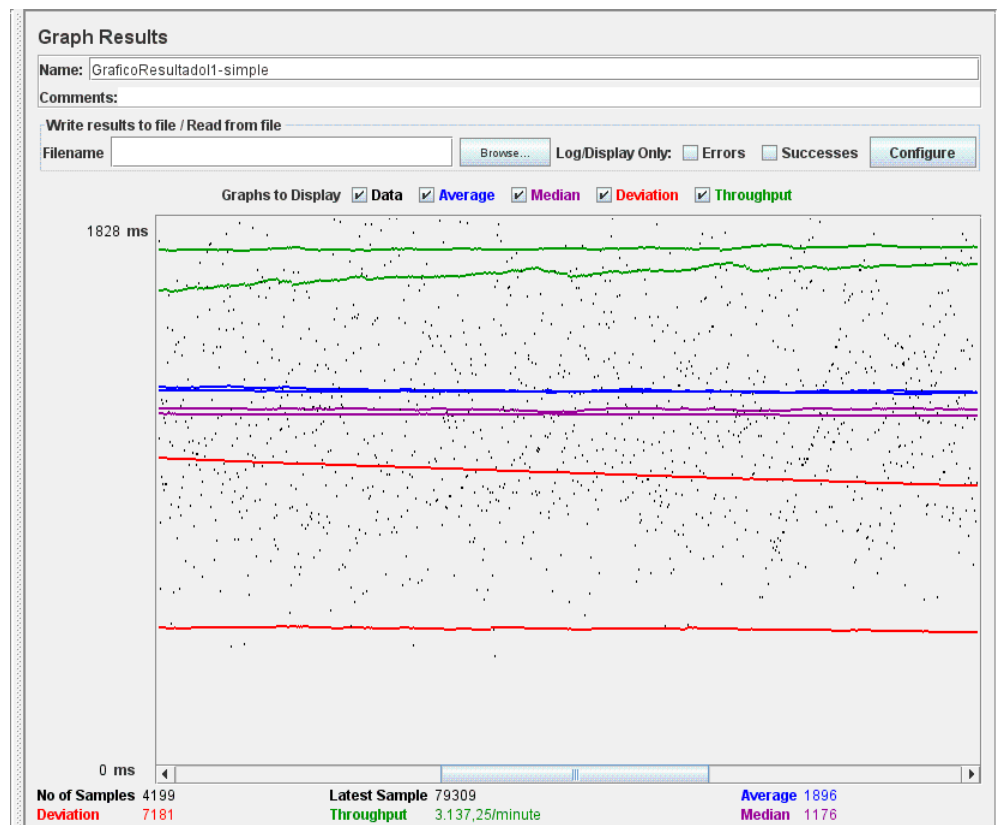 Graph Results
Name: GraficoResultadol1-simple
Comments:
Write results to file / Read from file
Filename Browse... Log/Display Only: Errors Successes Configure
Graphs to Display Data Average Median Deviation Throughput
1828 ms
0 ms
No of Samples 4199 Latest Sample 79309 Average 1896
Deviation 7181 Throughput 3.137,25/minute Median 1176